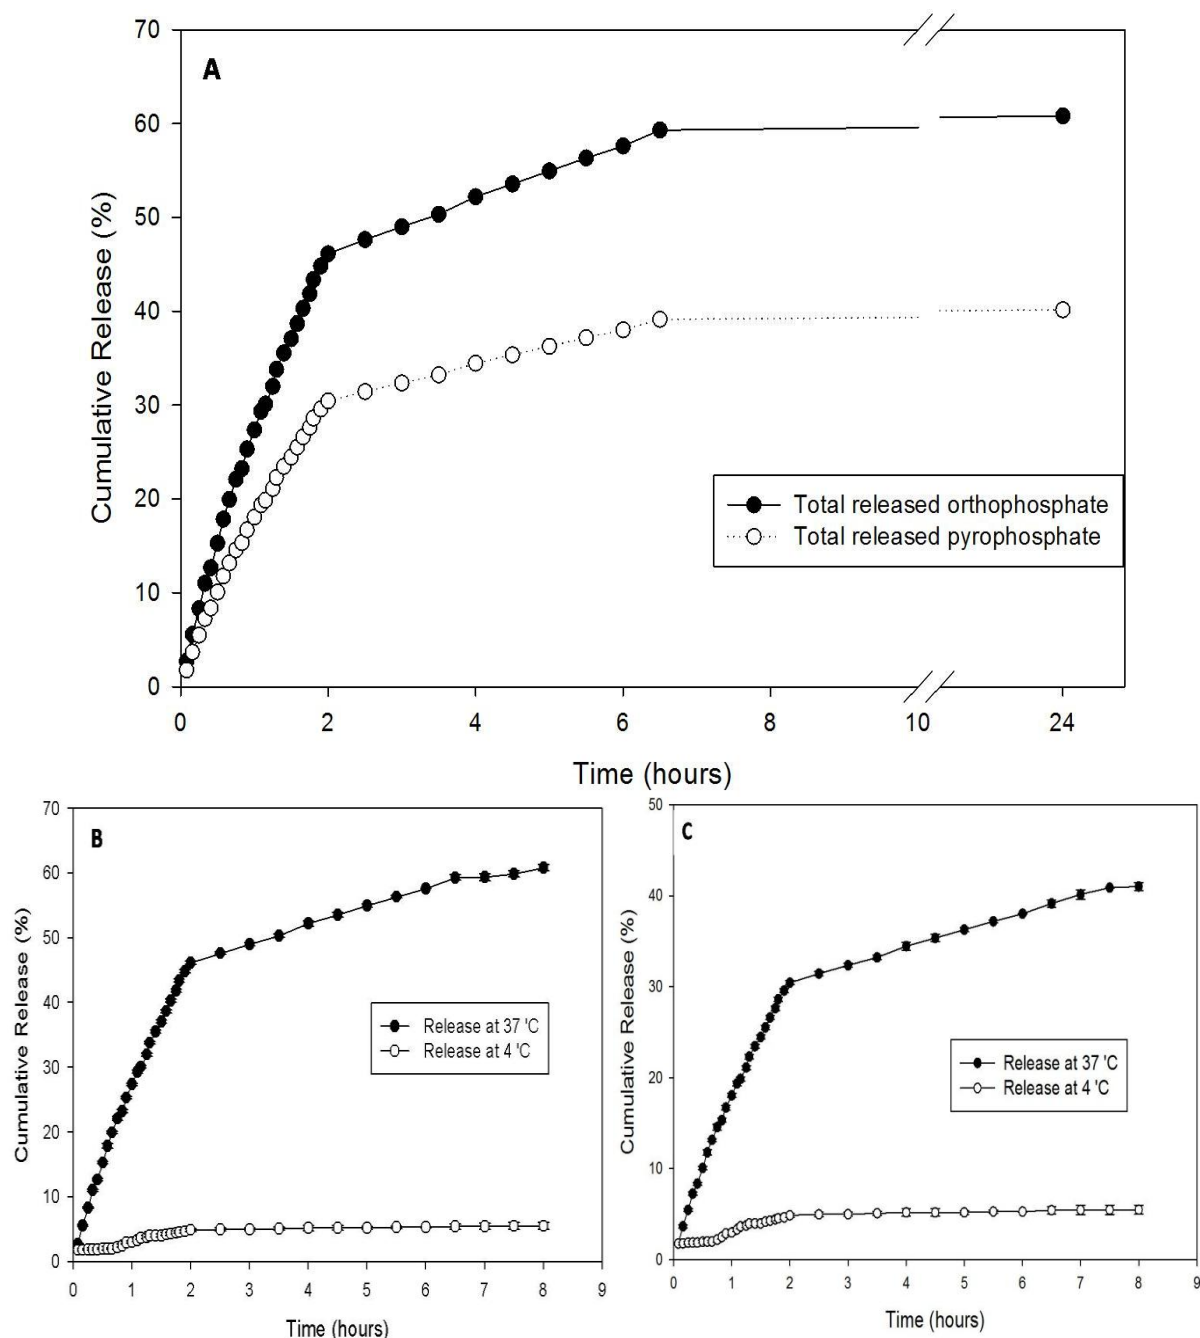 A
Cumulative Release (%)
70
60
50
40
30
20
10
0
Total released orthophosphate
Total released pyrophosphate
0 2 4 6 8 10 24
Time (hours)
B
Cumulative Release (%)
70
60
50
40
30
20
10
0
Release at 37 'C
Release at 4 'C
0 1 2 3 4 5 6 7 8 9
Time (hours)
C
Cumulative Release (%)
50
40
30
20
10
0
Release at 37 'C
Release at 4 'C
0 1 2 3 4 5 6 7 8 9
Time (hours)